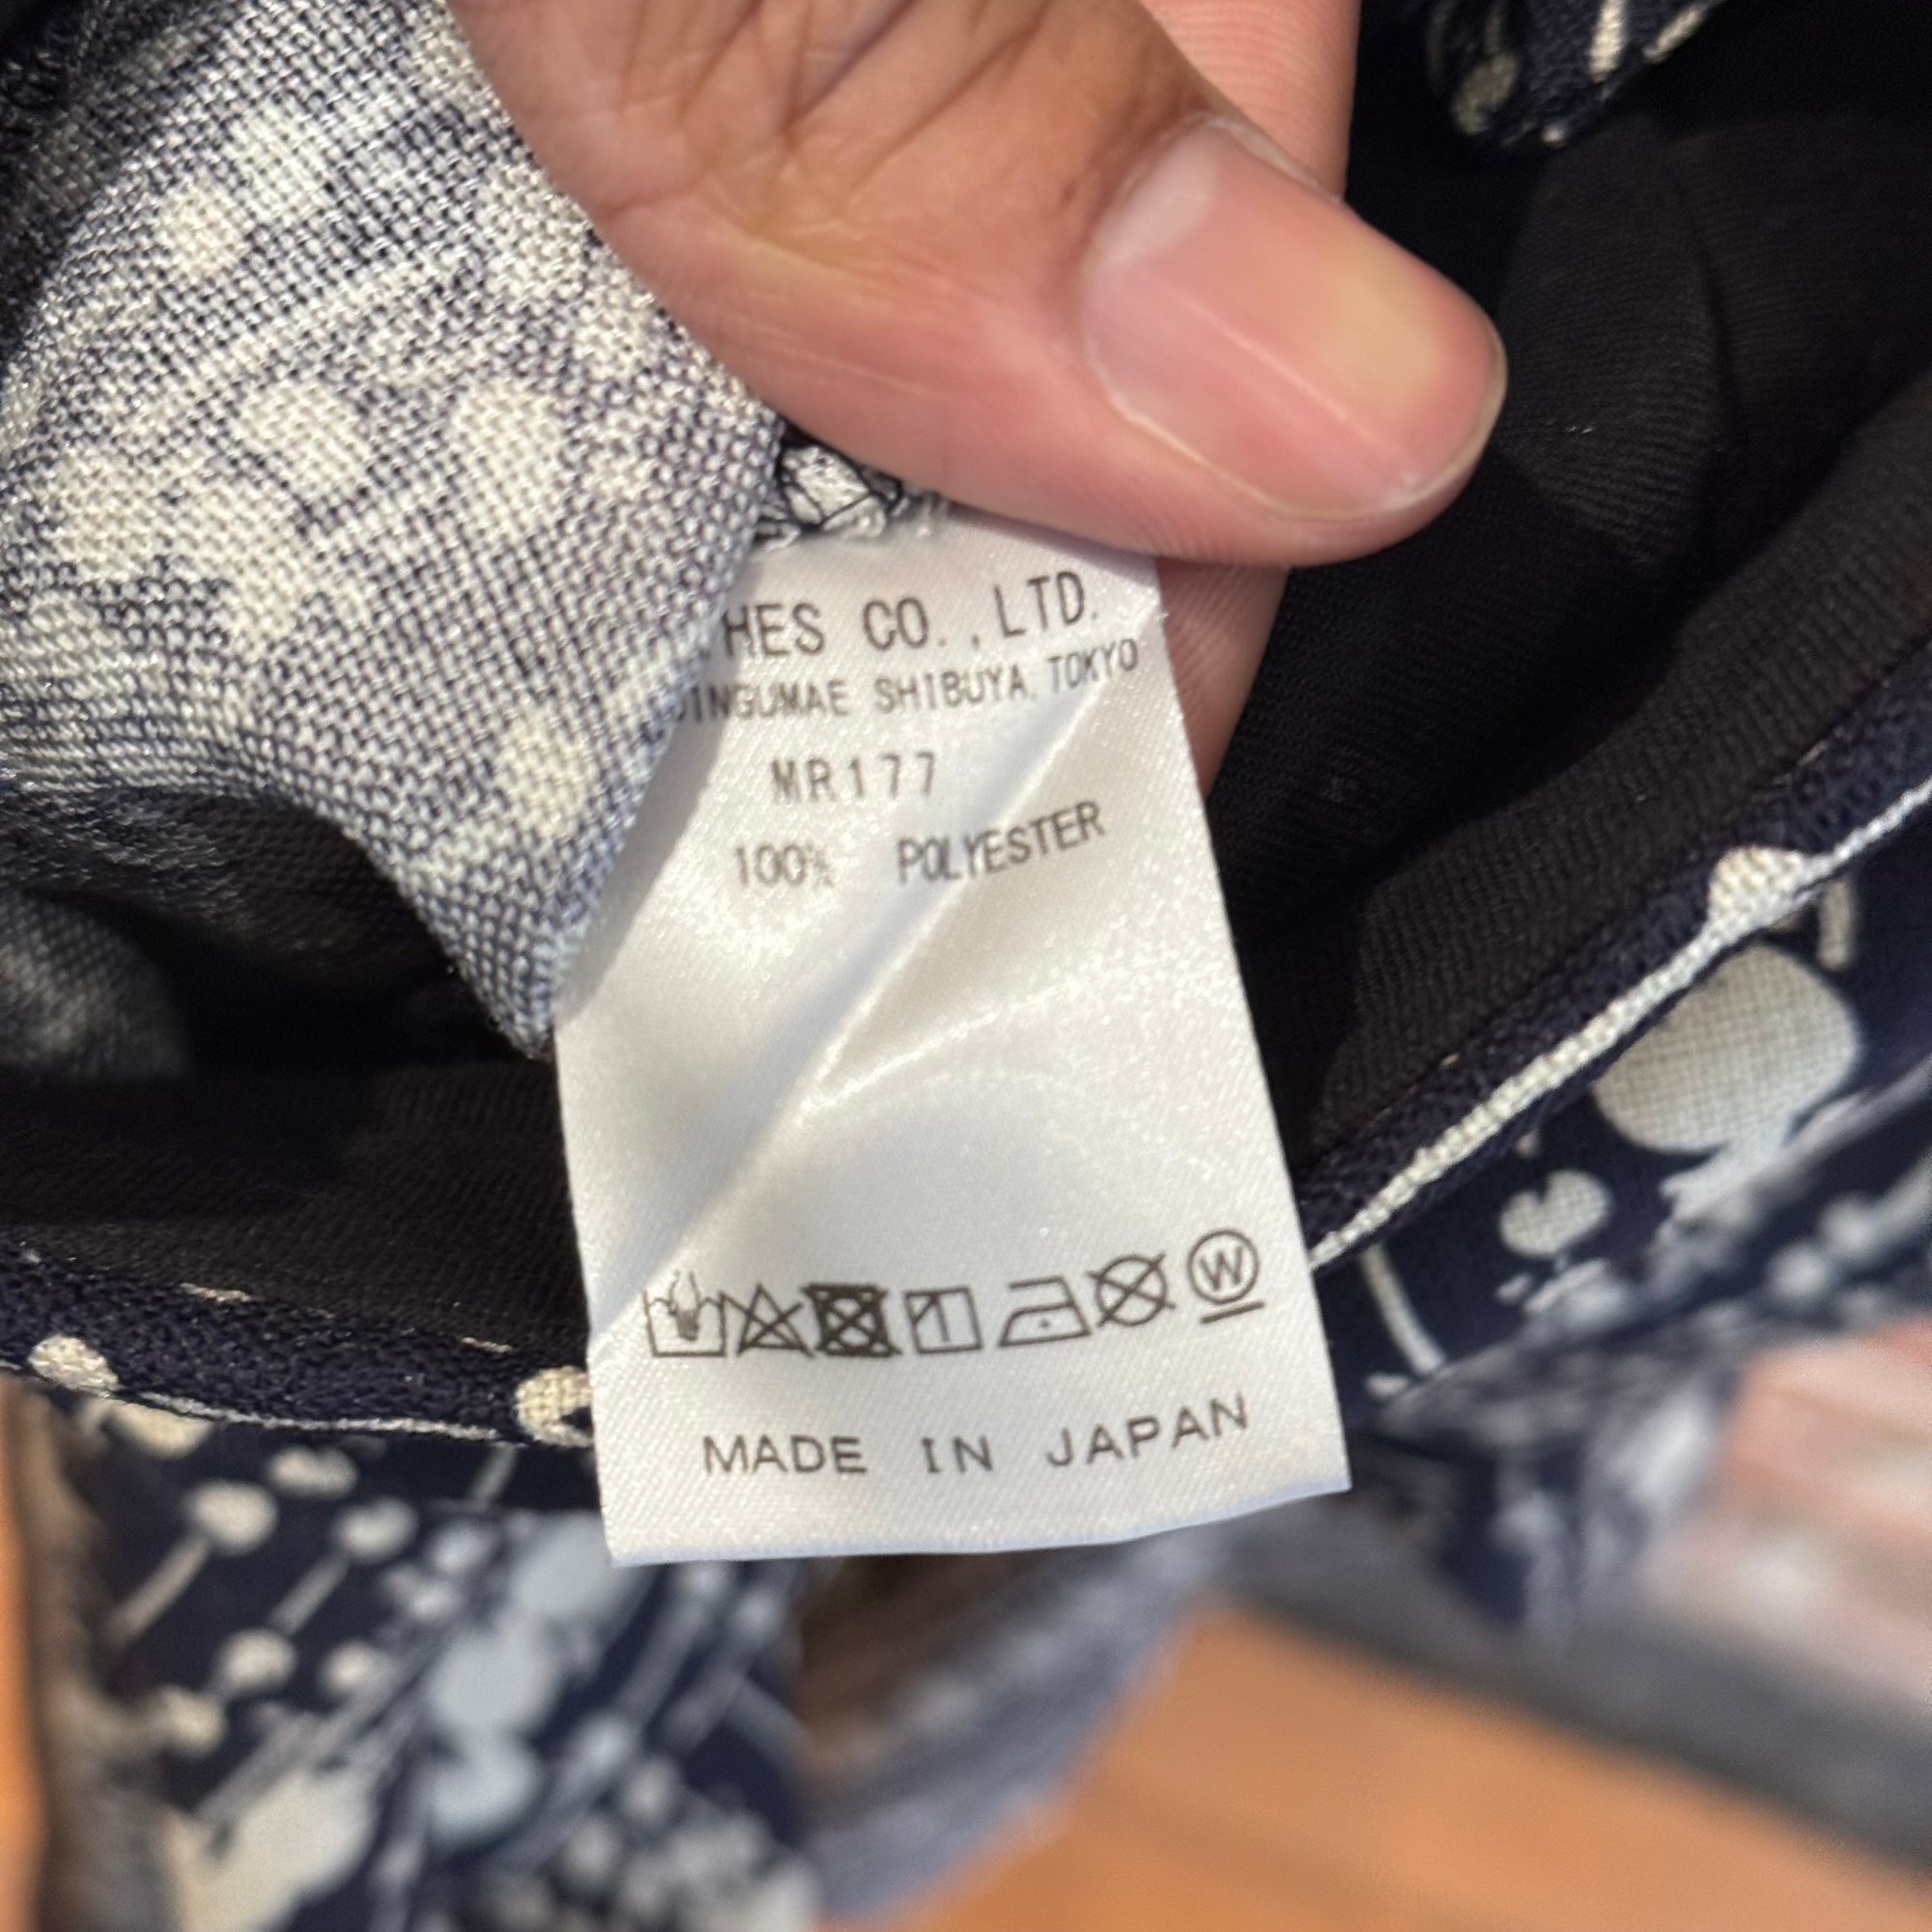 HES CO.,LTD.
JINGUMAE SHIBUYA TOKYO
MR177
100% POLYESTER
W
MADE IN JAPAN